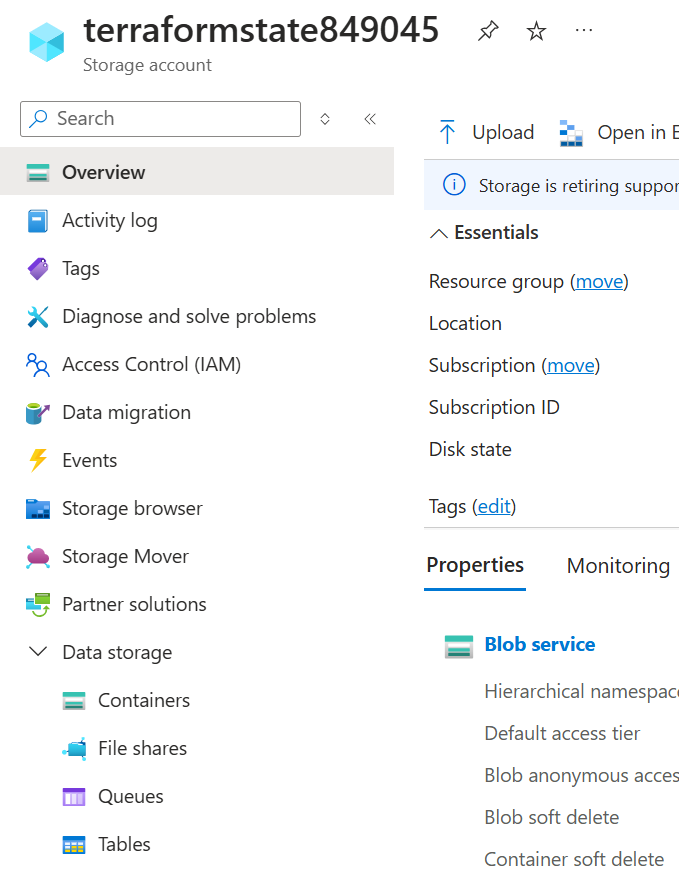 terraformstate849045
Storage account
Search
Overview
Activity log
Tags
Diagnose and solve problems
Access Control (IAM)
Data migration
Events
Storage browser
Storage Mover
Partner solutions
Data storage
Containers
File shares
Queues
Tables
Upload
Open in E
Storage is retiring suppor
Essentials
Resource group (move)
Location
Subscription (move)
Subscription ID
Disk state
Tags (edit)
Properties Monitoring
Blob service
Hierarchical namespace
Default access tier
Blob anonymous acces
Blob soft delete
Container soft delete